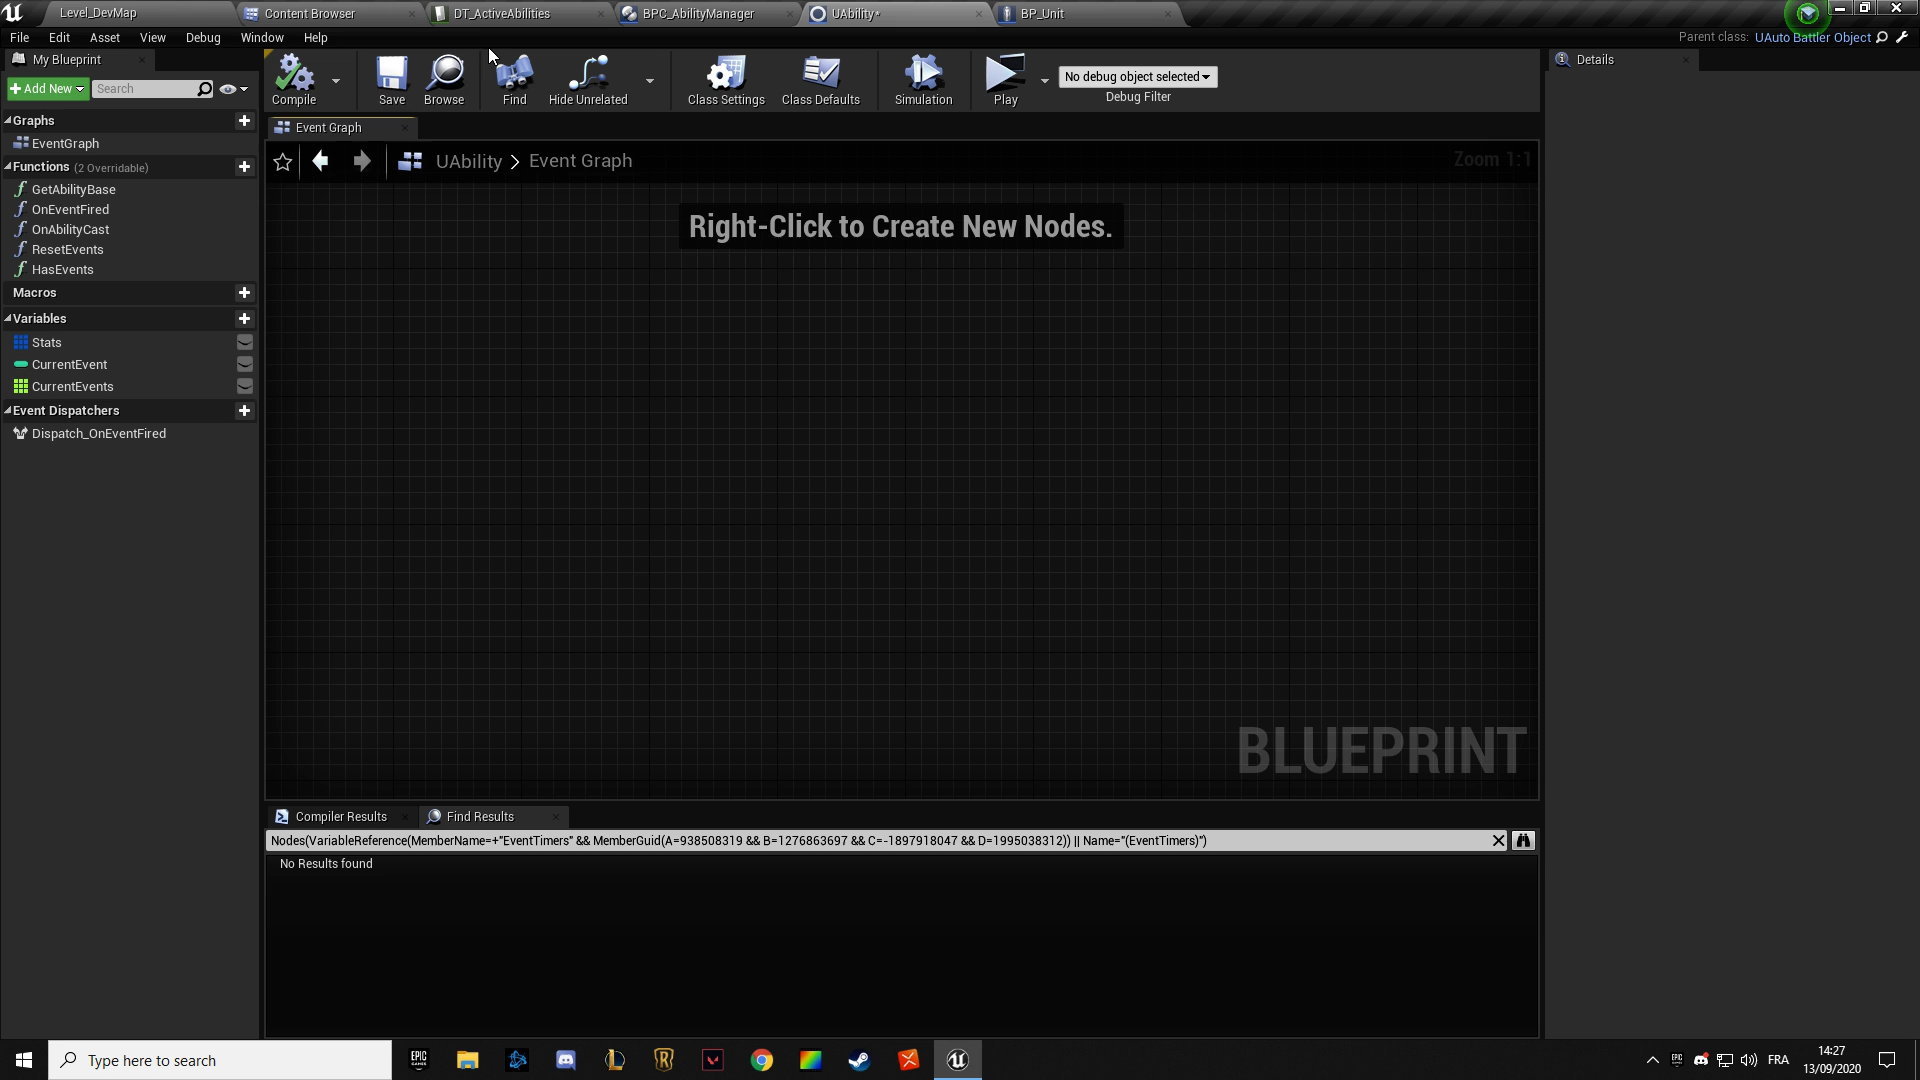 Level_DevMap
Content Browser
DT_ActiveAbilities
BPC_AbilityManager
UAbility*
BP_Unit
File Edit Asset View Debug Window Help
Parent class: UAuto Battler Object
My Blueprint
Add New
Search
Graphs
EventGraph
Functions (2 Overridable)
GetAbilityBase
OnEventFired
OnAbilityCast
ResetEvents
HasEvents
Macros
Variables
Stats
CurrentEvent
CurrentEvents
Event Dispatchers
Dispatch_OnEventFired
Compile
Save
Browse
Find
Hide Unrelated
Class Settings
Class Defaults
Simulation
Play
No debug object selected
Debug Filter
Event Graph
UAbility > Event Graph
Zoom 1:1
Right-Click to Create New Nodes.
BLUEPRINT
Details
Compiler Results
Find Results
Nodes(VariableReference(MemberName=+"EventTimers" && MemberGuid(A=938508319 && B=1276863697 && C=-1897918047 && D=1995038312)) || Name="(EventTimers)")
No Results found
Type here to search
EPIC GAMES
FRA
14:27
13/09/2020